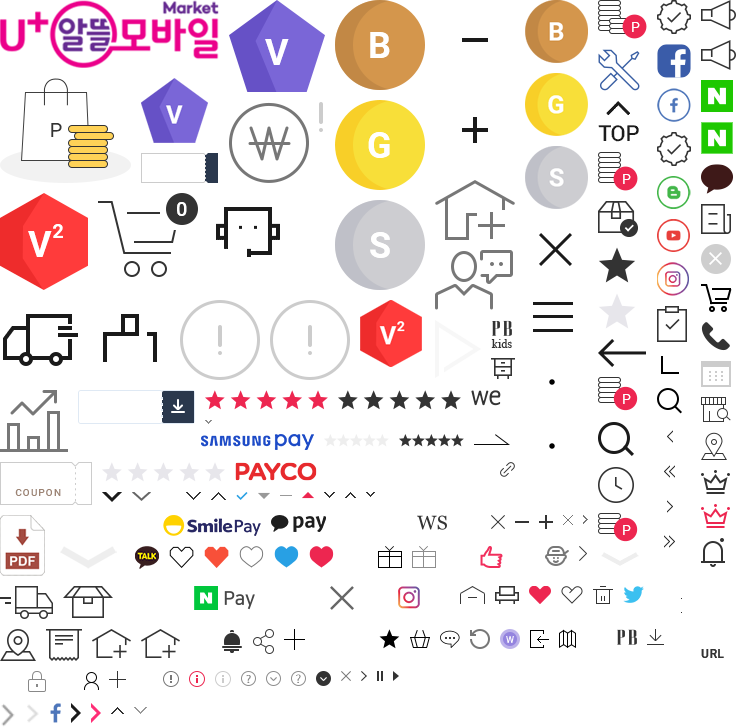 Market
U+알뜰모바일
V
B
B
P
V
₩
G
G
TOP
P
S
S
P
V²
0
V²
PB
kids
P
we
SAMSUNG pay
COUPON
PAYCO
PDF
SmilePay
pay
WS
P
TALK
N Pay
W
PB
URL
f
f
f
N
N